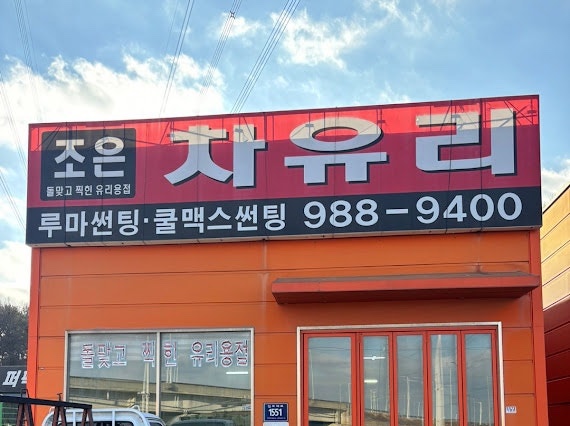 조은
돌맞고 찍힌 유리용접
차유리
루마썬팅·쿨맥스썬팅 988-9400
돌맞고 찍힌 유리용접
1551